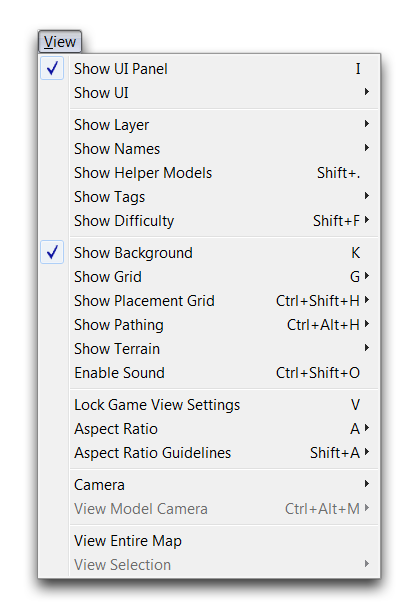 View
Show UI Panel I
Show UI
Show Layer
Show Names
Show Helper Models Shift+.
Show Tags
Show Difficulty Shift+F
Show Background K
Show Grid G
Show Placement Grid Ctrl+Shift+H
Show Pathing Ctrl+Alt+H
Show Terrain
Enable Sound Ctrl+Shift+O
Lock Game View Settings V
Aspect Ratio A
Aspect Ratio Guidelines Shift+A
Camera
View Model Camera Ctrl+Alt+M
View Entire Map
View Selection